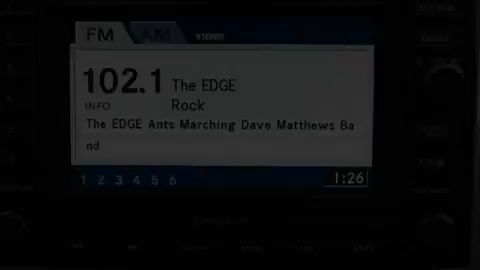 FM AM STEREO
102.1 The EDGE
INFO Rock
The EDGE Ants Marching Dave Matthews Ba
nd
1 2 3 4 5 6 1:26